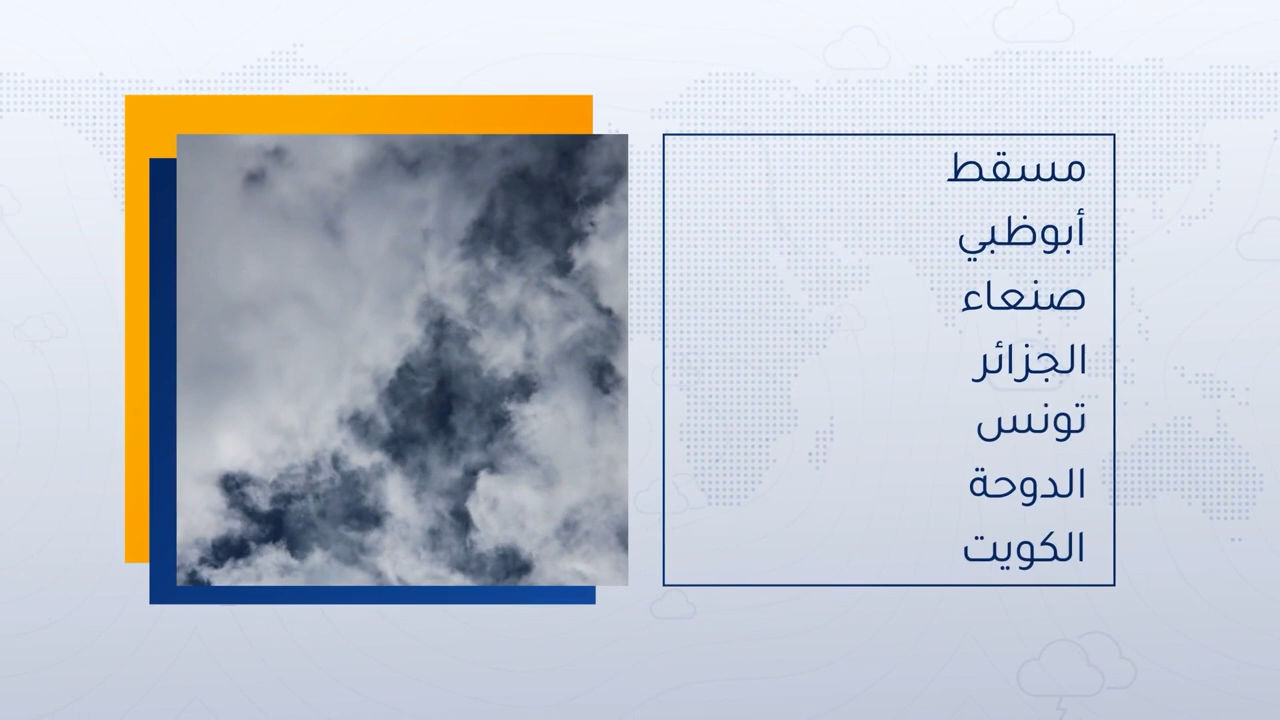 مسقط
أبوظبي
صنعاء
الجزائر
تونس
الدوحة
الكويت